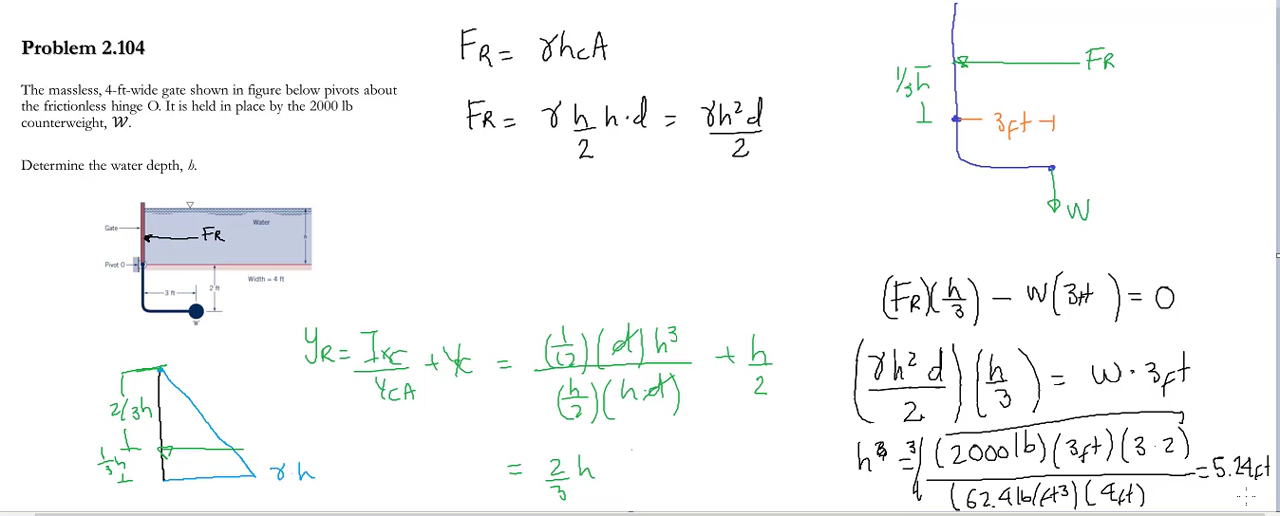 Problem 2.104
The massless, 4-ft-wide gate shown in figure below pivots about
the frictionless hinge O. It is held in place by the 2000 lb
counterweight, W.
Determine the water depth, h.
Gate
Water
h
Pivot O
Width = 4 ft
3 ft
2 ft
W
FR
FR = γhcA
FR = γ h/2 h·d = γh²d/2
FR
1/3h
3ft
W
2/3h
1/3h
γ·h
yR = Ixc/ycA + yc = (1/12)(d)h³/(h/2)(h·d) + h/2
= 2/3 h
(FR)(h/3) - W(3ft) = 0
(γh²d/2)(h/3) = W·3ft
h = ³√(2000lb)(3ft)(3·2)/(62.4lb/ft³)(4ft) = 5.24ft